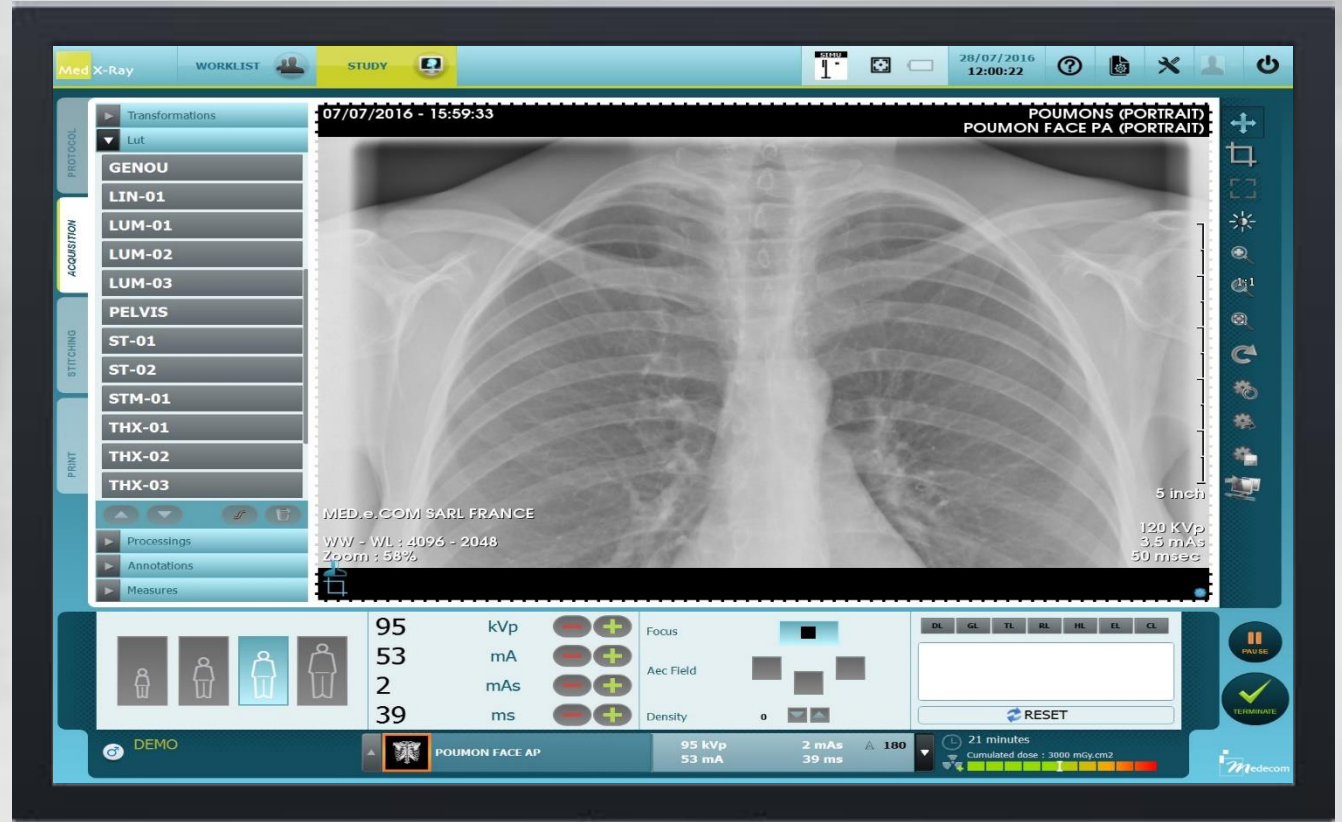 Med X-Ray
WORKLIST
STUDY
SIMU
28/07/2016
12:00:22
PROTOCOL
ACQUISITION
STITCHING
PRINT
Transformations
Lut
GENOU
LIN-01
LUM-01
LUM-02
LUM-03
PELVIS
ST-01
ST-02
STM-01
THX-01
THX-02
THX-03
Processings
Annotations
Measures
07/07/2016 - 15:59:33
POUMONS (PORTRAIT)
POUMON FACE PA (PORTRAIT)
MED.e.COM SARL FRANCE
WW - WL : 4096 - 2048
Zoom : 58%
5 inch
120 KVp
3.5 mAs
50 msec
1:1
95 kVp
53 mA
2 mAs
39 ms
Focus
Aec Field
Density 0
DL GL TL RL HL EL CL
RESET
PAUSE
TERMINATE
DEMO
POUMON FACE AP
95 kVp 2 mAs A 180
53 mA 39 ms
21 minutes
Cumulated dose : 3000 mGy.cm2
Medecom